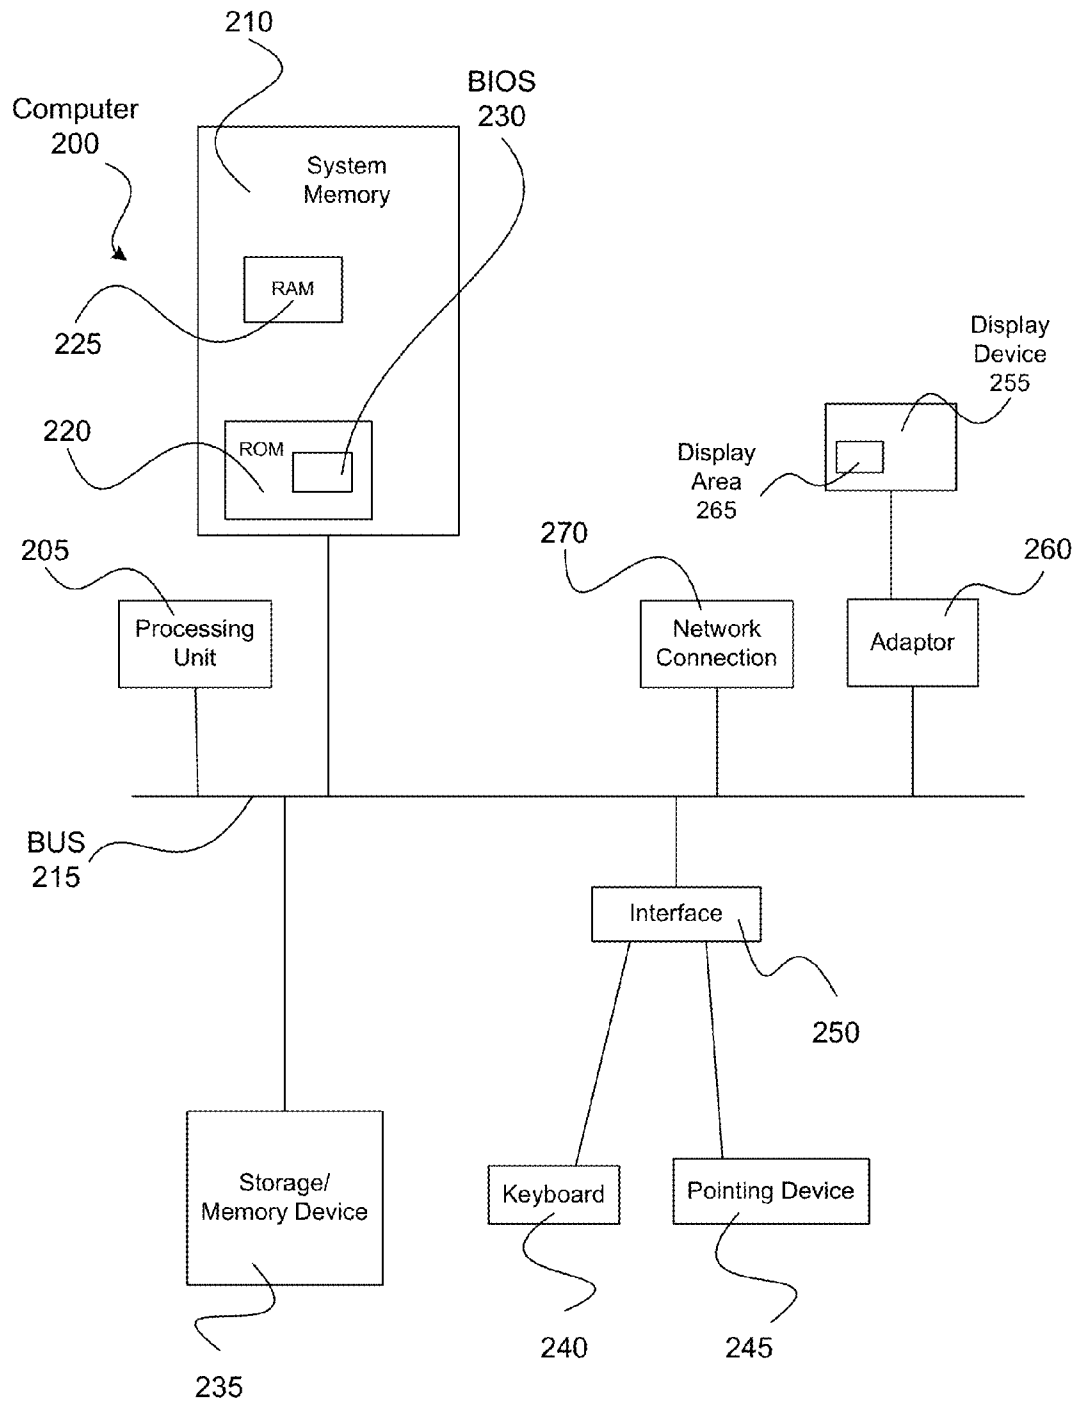 210
BIOS
230
Computer
200
System
Memory
RAM
225
220
ROM
Display
Device
255
Display
Area
265
205
Processing
Unit
270
Network
Connection
260
Adaptor
BUS
215
Interface
250
Storage/
Memory Device
235
Keyboard
240
Pointing Device
245